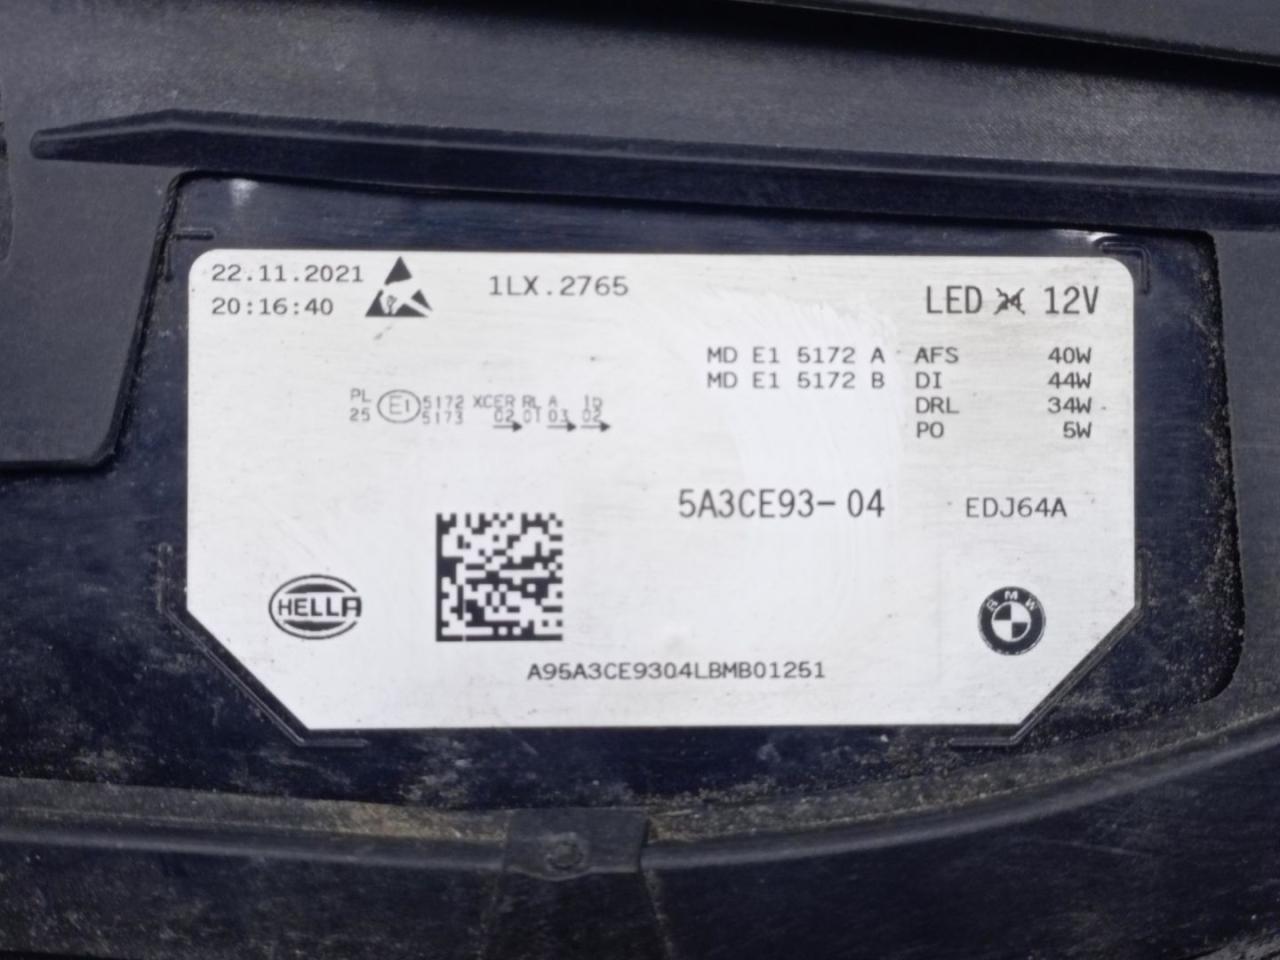 22.11.2021
20:16:40
1LX.2765
LED 24 12V
MD E1 5172 A AFS 40W
MD E1 5172 B DI 44W
DRL 34W
PO 5W
PL E1 5172 XCER RL A 1b
25 5173 02 01 03 02
5A3CE93-04 EDJ64A
HELLA
BMW
A95A3CE9304LBMB01251